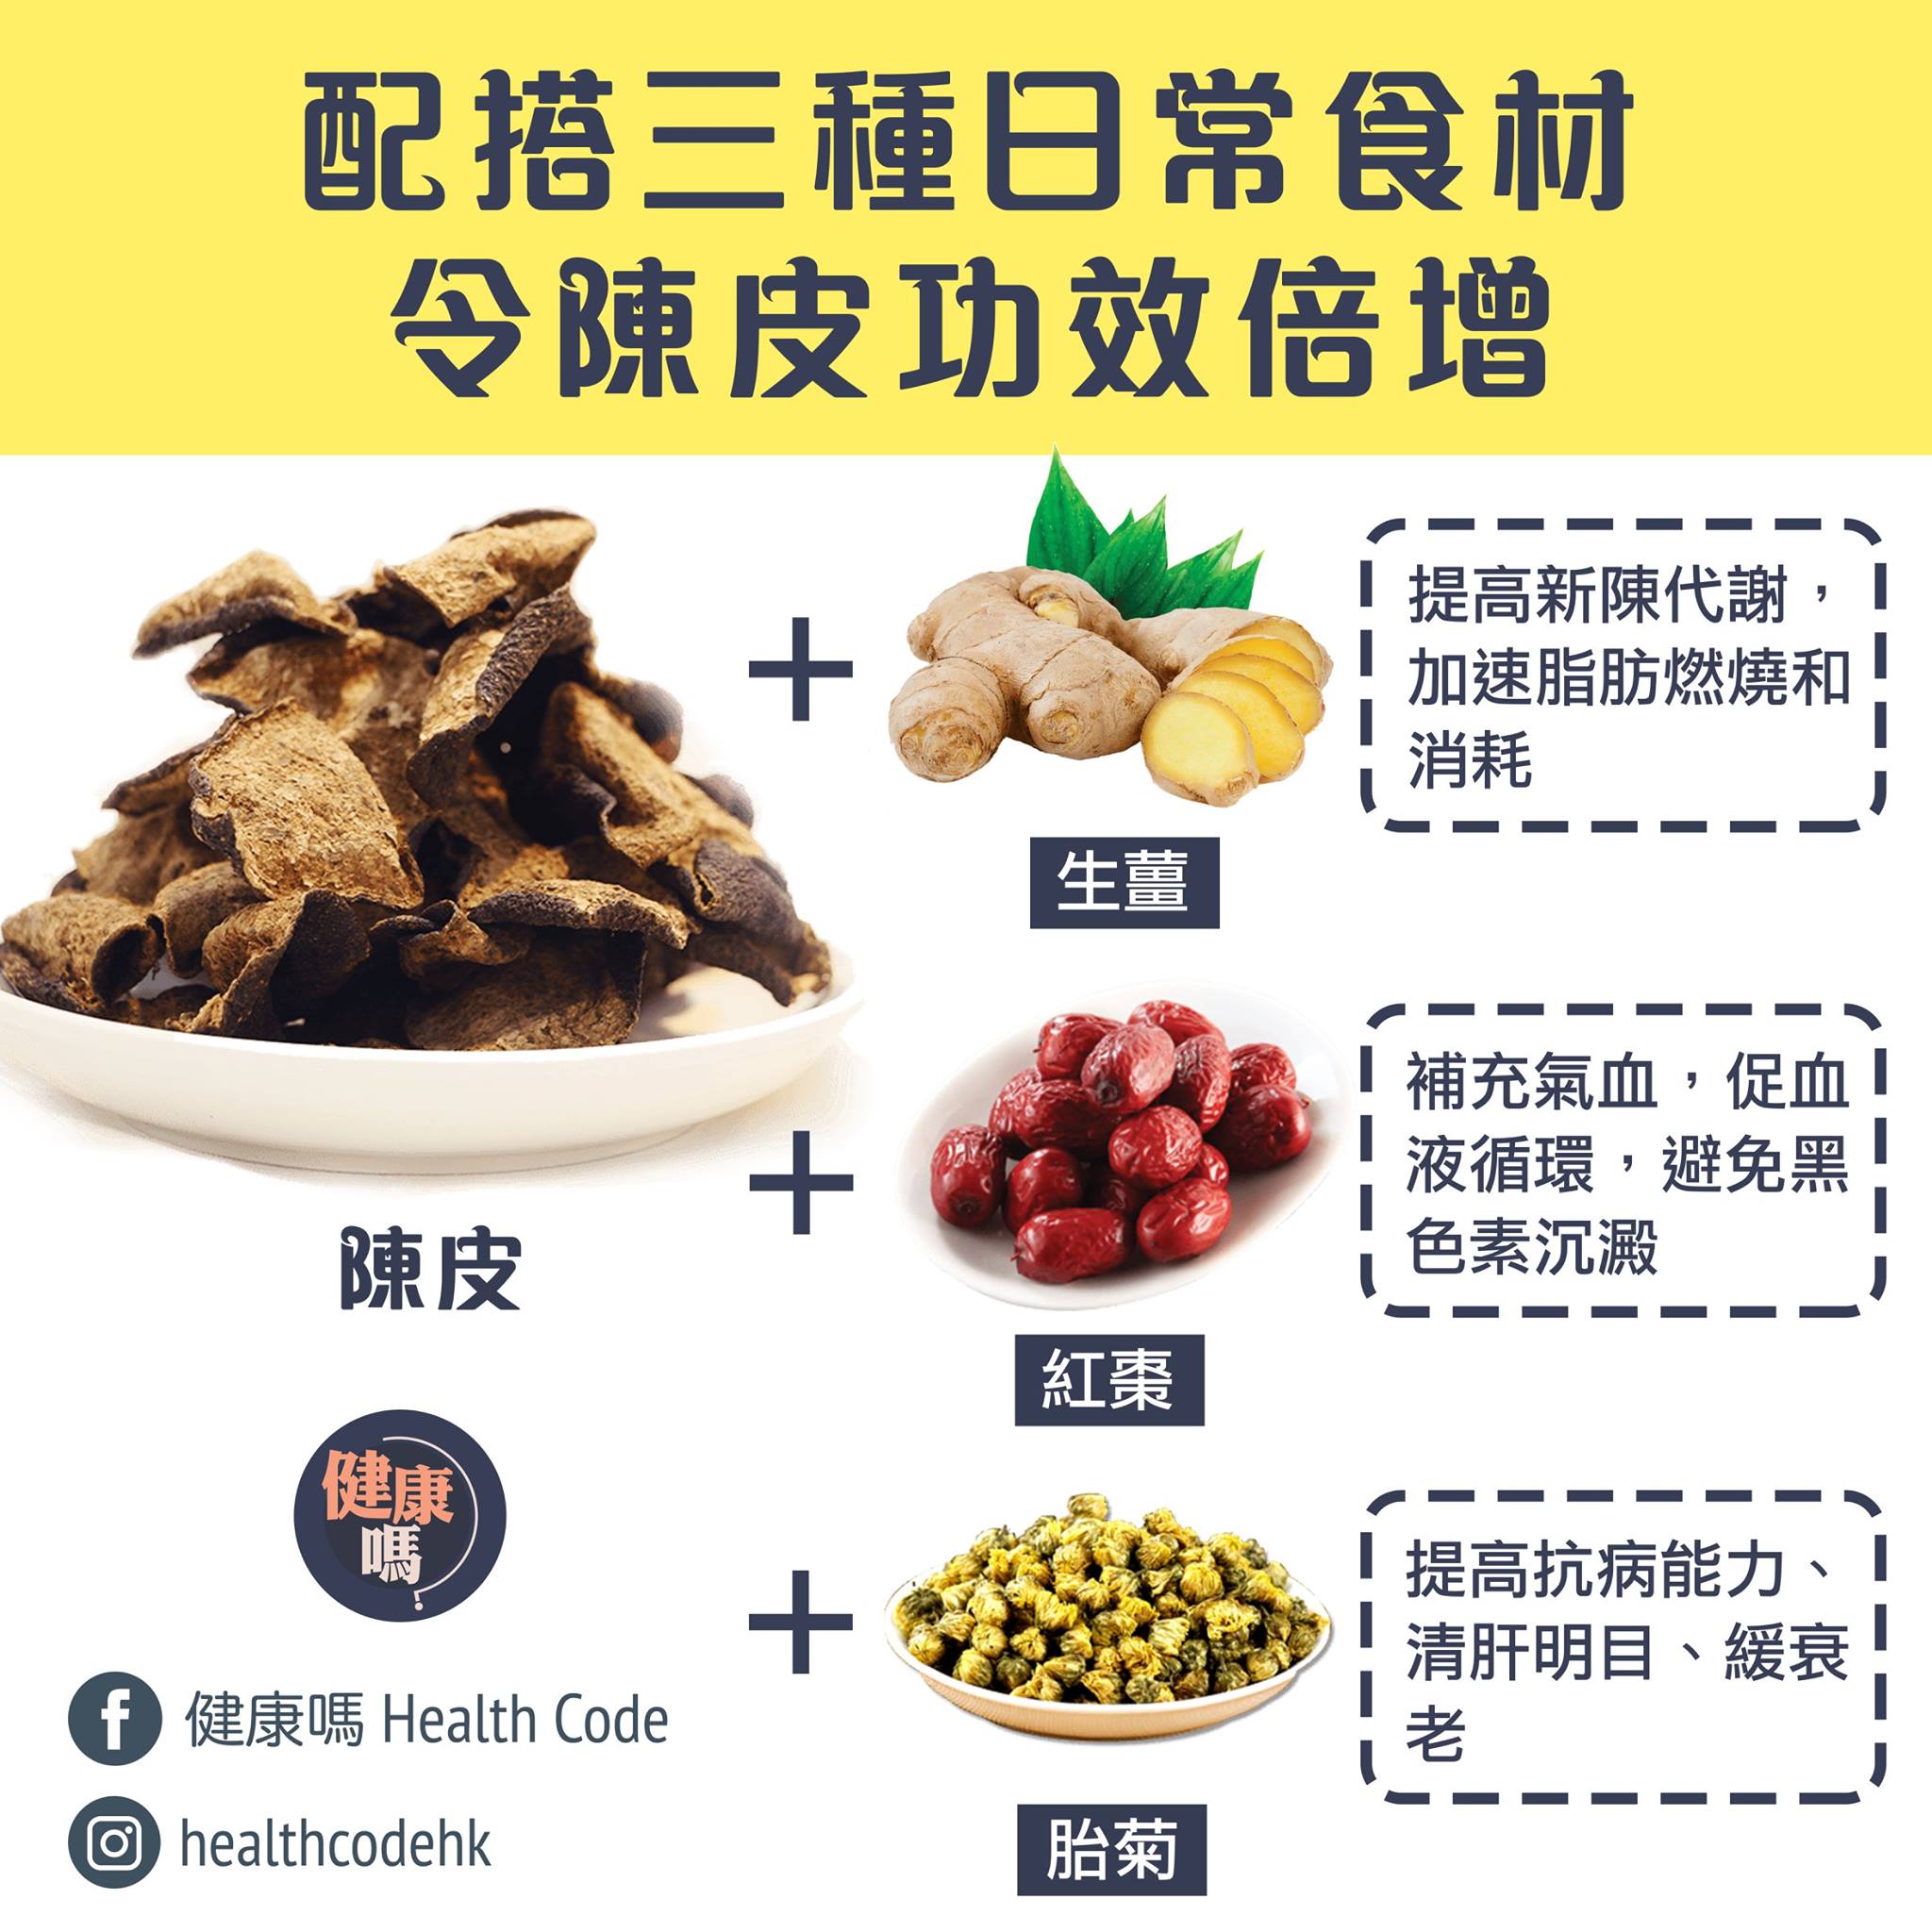 配搭三種日常食材
令陳皮功效倍增
提高新陳代謝，
加速脂肪燃燒和
消耗
生薑
補充氣血，促血
液循環，避免黑
色素沉澱
陳皮
紅棗
健康
嗎?
提高抗病能力、
清肝明目、緩衰
老
健康嗎 Health Code
healthcodehk
胎菊